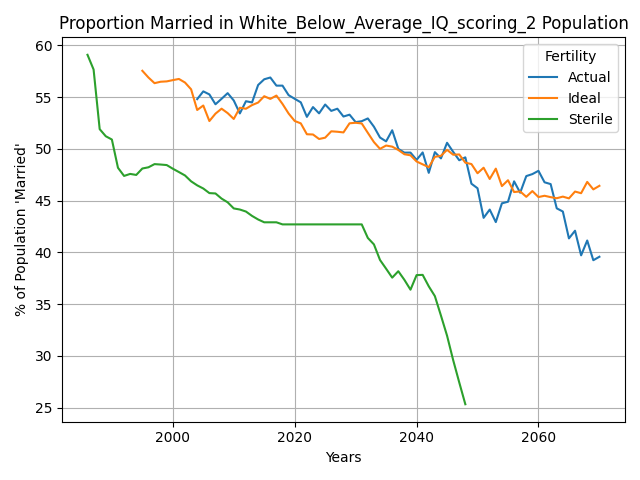 Proportion Married in White_Below_Average_IQ_scoring_2 Population
% of Population 'Married'
60
55
50
45
40
35
30
25
Fertility
Actual
Ideal
Sterile
2000 2020 2040 2060
Years